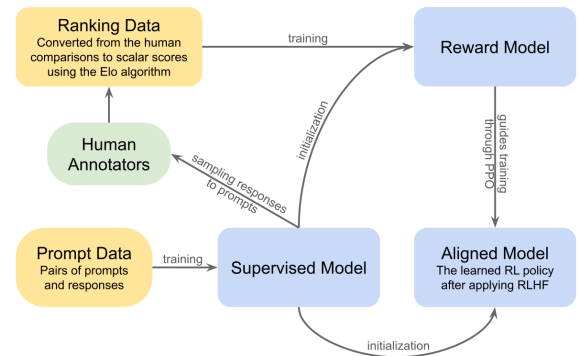 Ranking Data
Converted from the human
comparisons to scalar scores
using the Elo algorithm
training
Reward Model
initialization
guides training
through PPO
Human
Annotators
sampling responses
to prompts
Prompt Data
Pairs of prompts
and responses
training
Supervised Model
Aligned Model
The learned RL policy
after applying RLHF
initialization